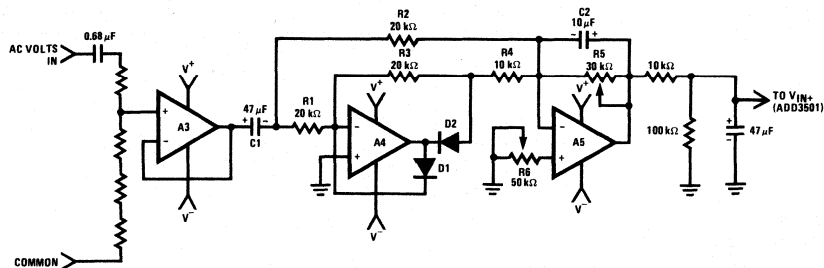 AC VOLTS
IN
0.68 µF
V+
+
−
A3
V−
COMMON
+
47 µF
−
C1
R1
20 kΩ
R2
20 kΩ
R3
20 kΩ
V+
−
+
A4
V−
D2
D1
R4
10 kΩ
C2
10 µF
−
+
R5
30 kΩ
V+
−
+
A5
V−
R6
50 kΩ
10 kΩ
100 kΩ
+
−
47 µF
TO VIN+
(ADD3501)